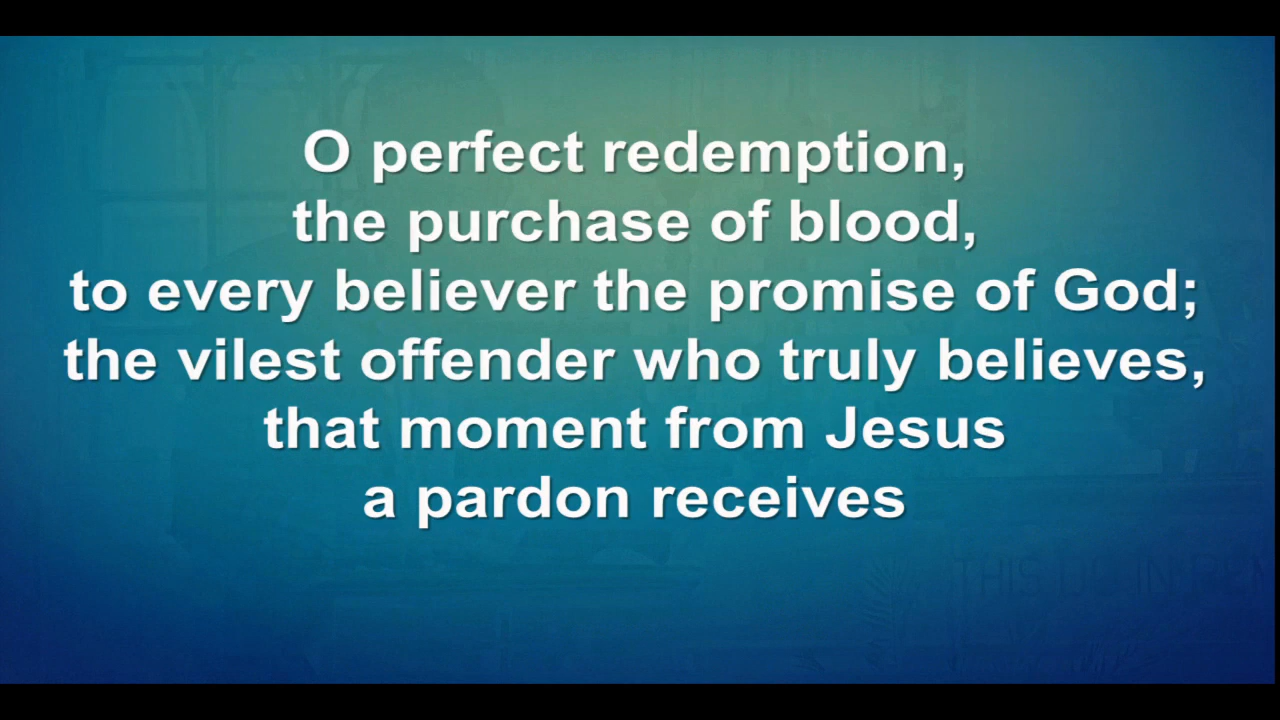 O perfect redemption,
the purchase of blood,
to every believer the promise of God;
the vilest offender who truly believes,
that moment from Jesus
a pardon receives